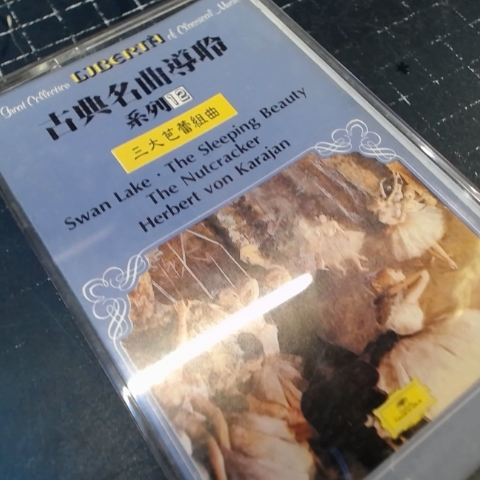 Great Collection LIBERTY of Classical Music
古典名曲導聆
系列12
三大芭蕾組曲
Swan Lake · The Sleeping Beauty
The Nutcracker
Herbert von Karajan